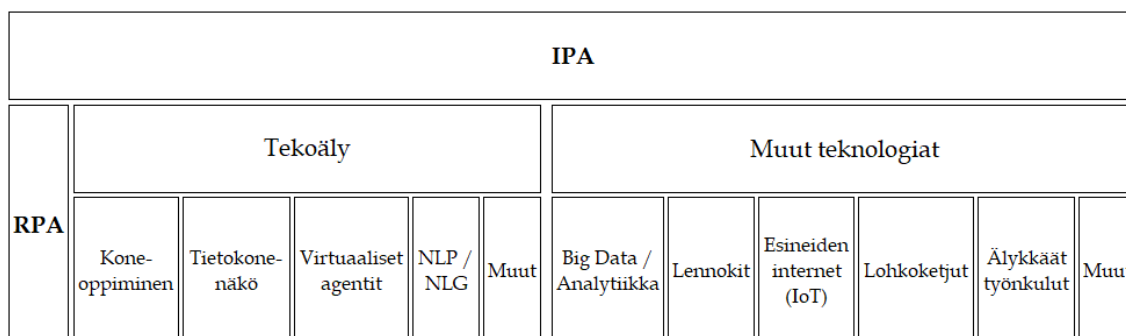 IPA
RPA
Tekoäly
Muut teknologiat
Kone-
oppiminen
Tietokone-
näkö
Virtuaaliset
agentit
NLP /
NLG
Muut
Big Data /
Analytiikka
Lennokit
Esineiden
internet
(IoT)
Lohkoketjut
Älykkäät
työnkulut
Muut